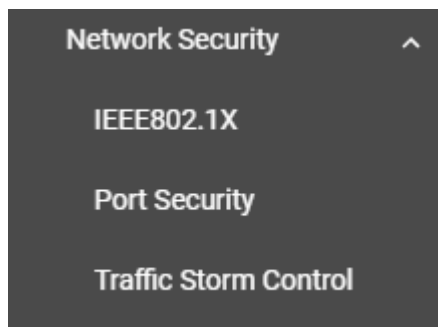 Network Security
IEEE802.1X
Port Security
Traffic Storm Control